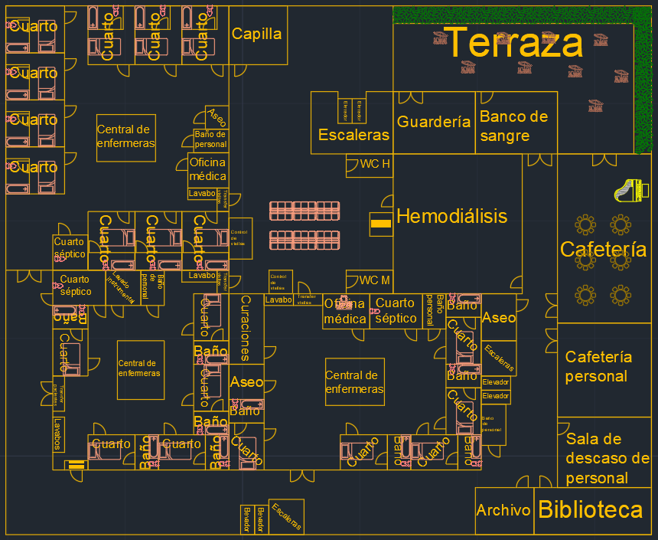 Cuarto
Cuarto
Cuarto
Cuarto
Capilla
Terraza
Cuarto
Cuarto
Cuarto
Cuarto
Central de
enfermeras
Aseo
Baño de
personal
Oficina
médica
Lavabo
Elevador
Elevador
Escaleras
Guardería
Banco de
sangre
WC H
Hemodiálisis
Cafetería
Cuarto
séptico
Cuarto
Cuarto
Cuarto
Control
de
visitas
Cuarto
séptico
Lavado
instrumental
Baño
de
personal
Lavabo
Control
de
visitas
WC M
Lavabo
Transfer
visitas
Oficina
médica
Cuarto
séptico
Baño
personal
Baño
Aseo
Cuarto
Cuarto
Curaciones
Cuarto
Escaleras
Cuarto
Central de
enfermeras
Baño
Cuarto
Aseo
Baño
Central de
enfermeras
Baño
Elevador
Elevador
Cuarto
Baño
de
personal
Cafetería
personal
Lavabos
Baño
Cuarto
Baño
Cuarto
Baño
Cuarto
Cuarto
Baño
Cuarto
Baño
Sala de
descaso de
personal
Elevador
Elevador
Escaleras
Archivo
Biblioteca